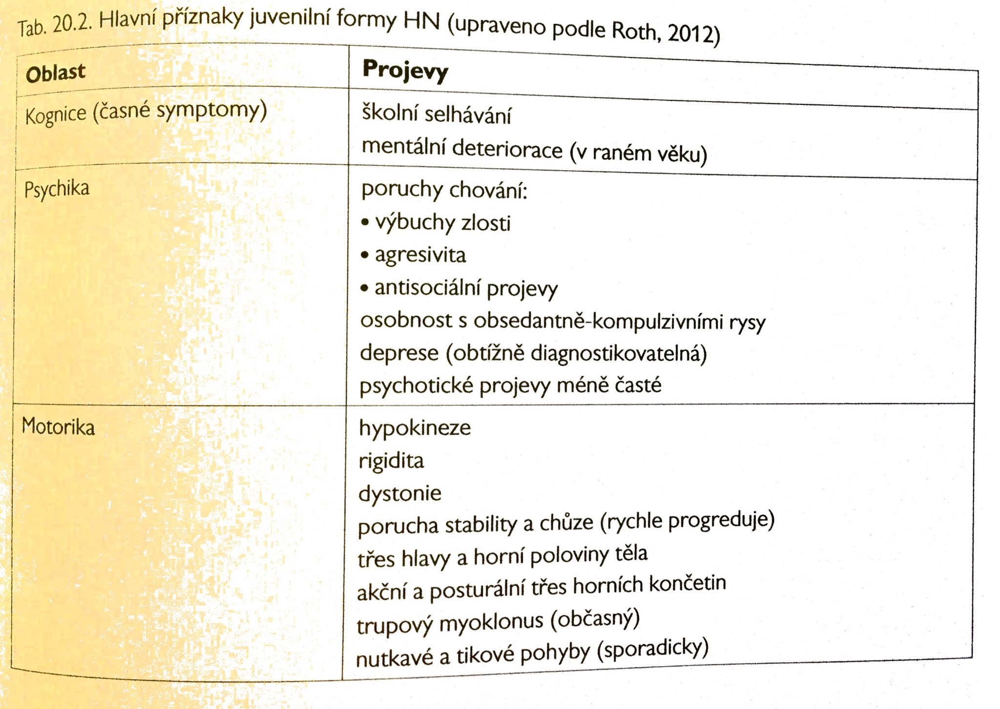 Tab. 20.2. Hlavní příznaky juvenilní formy HN (upraveno podle Roth, 2012)
Oblast
Projevy
Kognice (časné symptomy)
školní selhávání
mentální deteriorace (v raném věku)
Psychika
poruchy chování:
• výbuchy zlosti
• agresivita
• antisociální projevy
osobnost s obsedantně-kompulzivními rysy
deprese (obtížně diagnostikovatelná)
psychotické projevy méně časté
Motorika
hypokineze
rigidita
dystonie
porucha stability a chůze (rychle progreduje)
třes hlavy a horní poloviny těla
akční a posturální třes horních končetin
trupový myoklonus (občasný)
nutkavé a tikové pohyby (sporadicky)